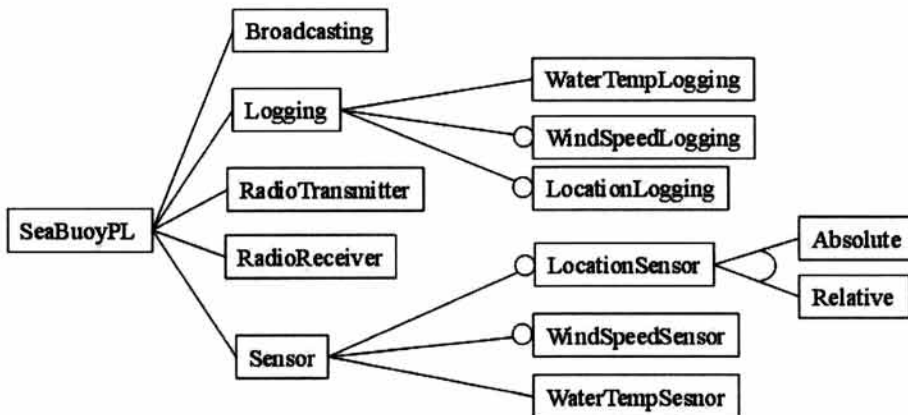 Broadcasting
WaterTempLogging
Logging
WindSpeedLogging
LocationLogging
RadioTransmitter
SeaBuoyPL
RadioReceiver
LocationSensor
Absolute
Relative
Sensor
WindSpeedSensor
WaterTempSesnor